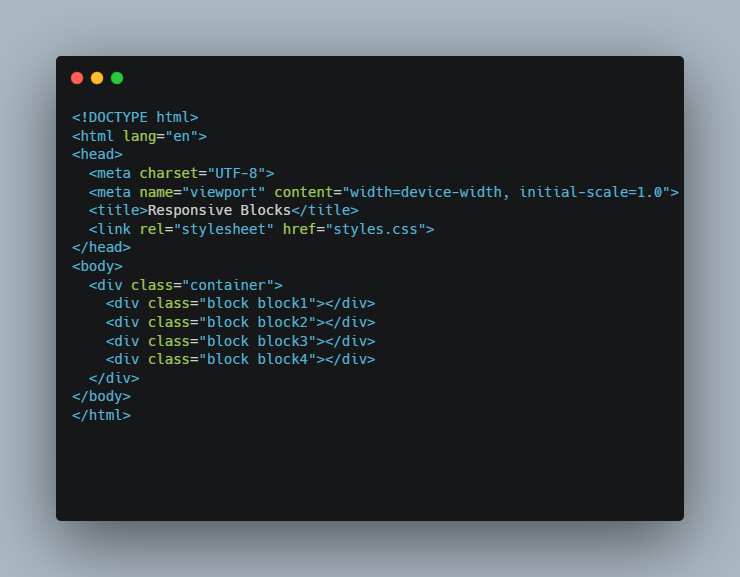 <!DOCTYPE html>
<html lang="en">
<head>
  <meta charset="UTF-8">
  <meta name="viewport" content="width=device-width, initial-scale=1.0">
  <title>Responsive Blocks</title>
  <link rel="stylesheet" href="styles.css">
</head>
<body>
  <div class="container">
    <div class="block block1"></div>
    <div class="block block2"></div>
    <div class="block block3"></div>
    <div class="block block4"></div>
  </div>
</body>
</html>